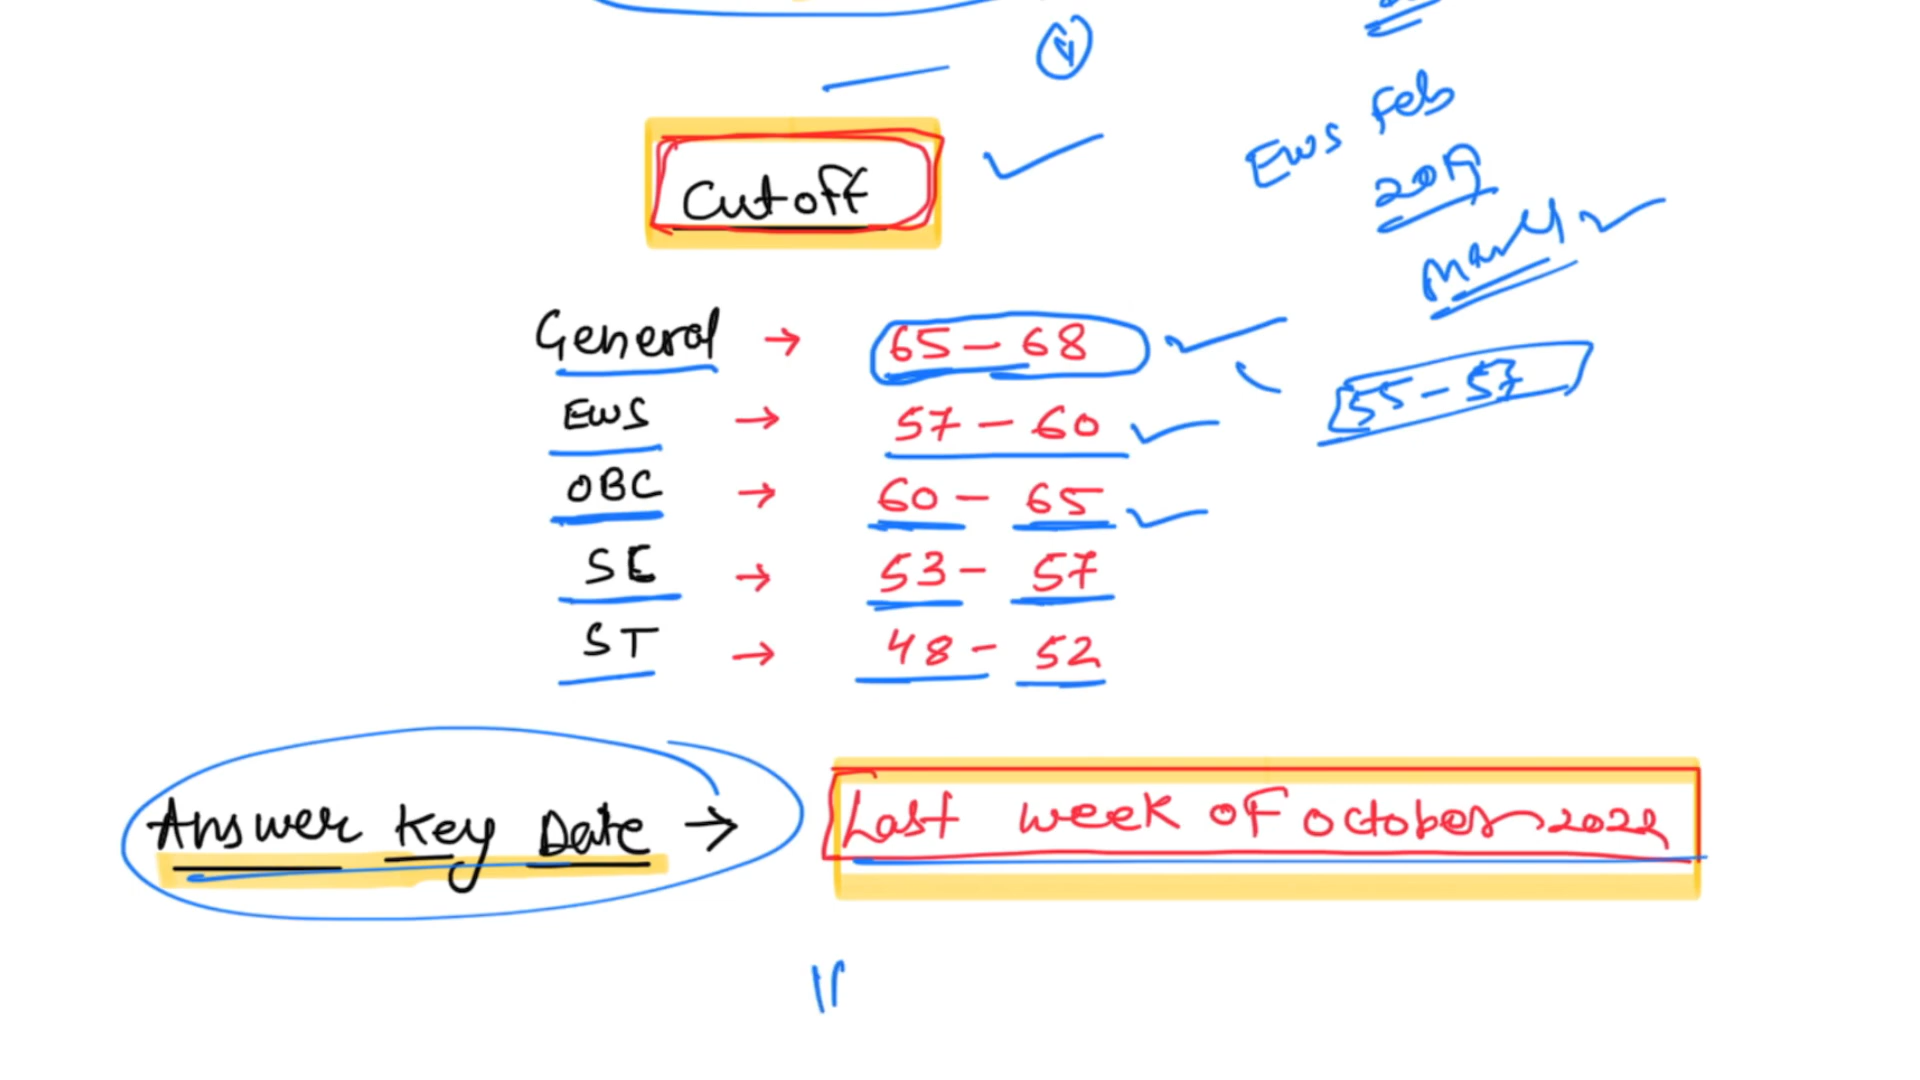 Cutoff
EWS Feb
2019
General → 65 – 68
55 – 57
EWS → 57 – 60
OBC → 60 – 65
SC → 53 – 57
ST → 48 – 52
Answer Key Date → Last week of october 2022